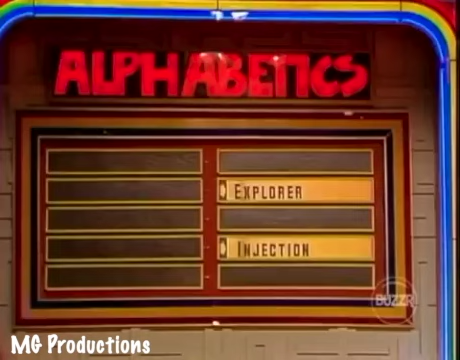 ALPHABETICS
EXPLORER
INJECTION
BUZZR
MG Productions